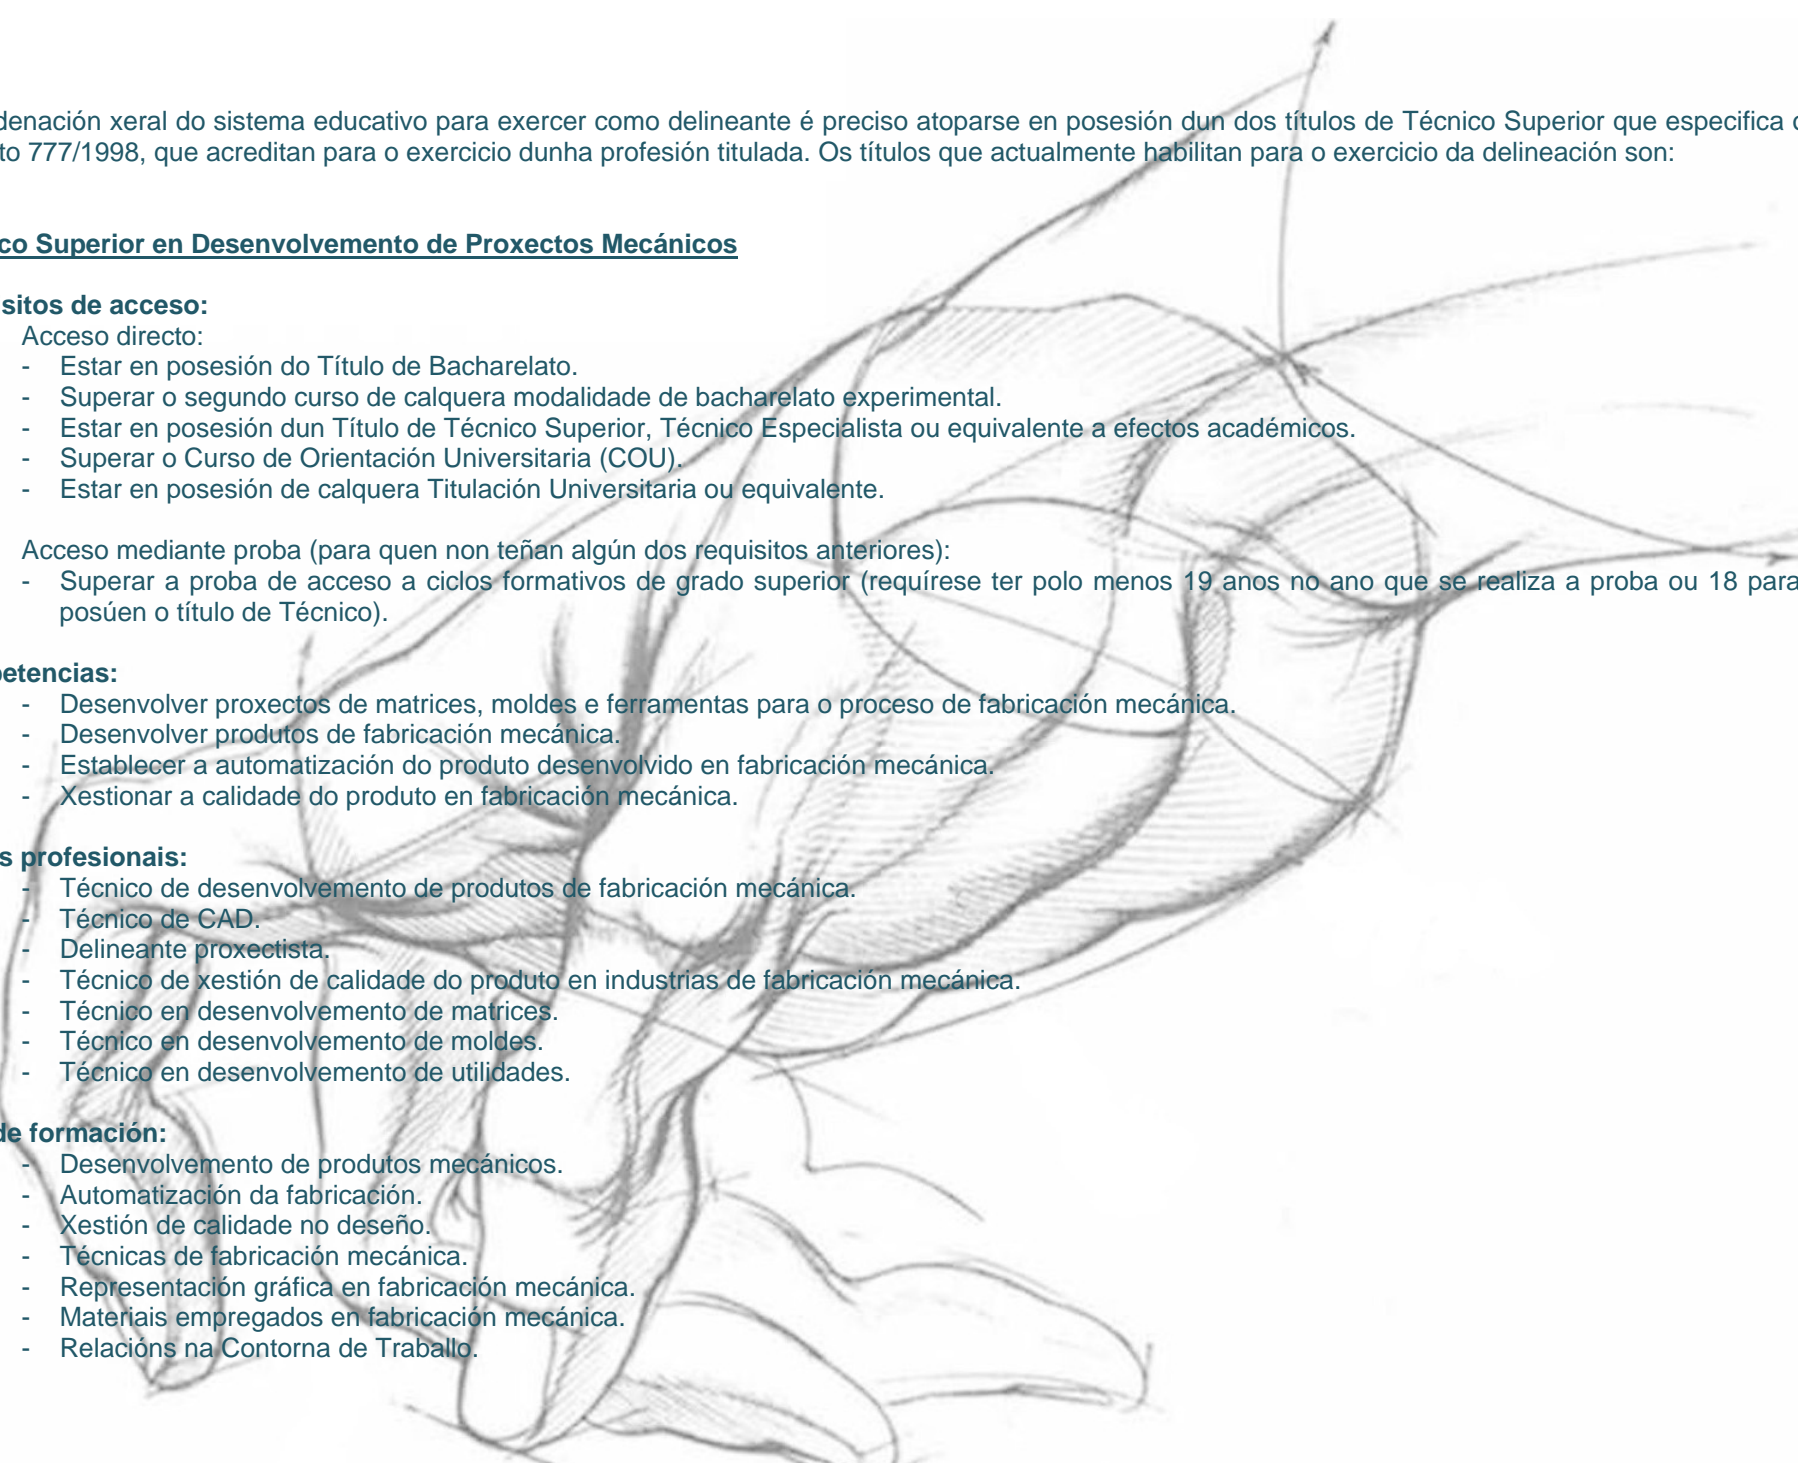 denación xeral do sistema educativo para exercer como delineante é preciso atoparse en posesión dun dos títulos de Técnico Superior que especifica o
to 777/1998, que acreditan para o exercicio dunha profesión titulada. Os títulos que actualmente habilitan para o exercicio da delineación son:
co Superior en Desenvolvemento de Proxectos Mecánicos
sitos de acceso:
Acceso directo:
- Estar en posesión do Título de Bacharelato.
- Superar o segundo curso de calquera modalidade de bacharelato experimental.
- Estar en posesión dun Título de Técnico Superior, Técnico Especialista ou equivalente a efectos académicos.
- Superar o Curso de Orientación Universitaria (COU).
- Estar en posesión de calquera Titulación Universitaria ou equivalente.
Acceso mediante proba (para quen non teñan algún dos requisitos anteriores):
- Superar a proba de acceso a ciclos formativos de grado superior (requírese ter polo menos 19 anos no ano que se realiza a proba ou 18 para
posúen o título de Técnico).
petencias:
- Desenvolver proxectos de matrices, moldes e ferramentas para o proceso de fabricación mecánica.
- Desenvolver produtos de fabricación mecánica.
- Establecer a automatización do produto desenvolvido en fabricación mecánica.
- Xestionar a calidade do produto en fabricación mecánica.
s profesionais:
- Técnico de desenvolvemento de produtos de fabricación mecánica.
- Técnico de CAD.
- Delineante proxectista.
- Técnico de xestión de calidade do produto en industrias de fabricación mecánica.
- Técnico en desenvolvemento de matrices.
- Técnico en desenvolvemento de moldes.
- Técnico en desenvolvemento de utilidades.
de formación:
- Desenvolvemento de produtos mecánicos.
- Automatización da fabricación.
- Xestión de calidade no deseño.
- Técnicas de fabricación mecánica.
- Representación gráfica en fabricación mecánica.
- Materiais empregados en fabricación mecánica.
- Relacións na Contorna de Traballo.